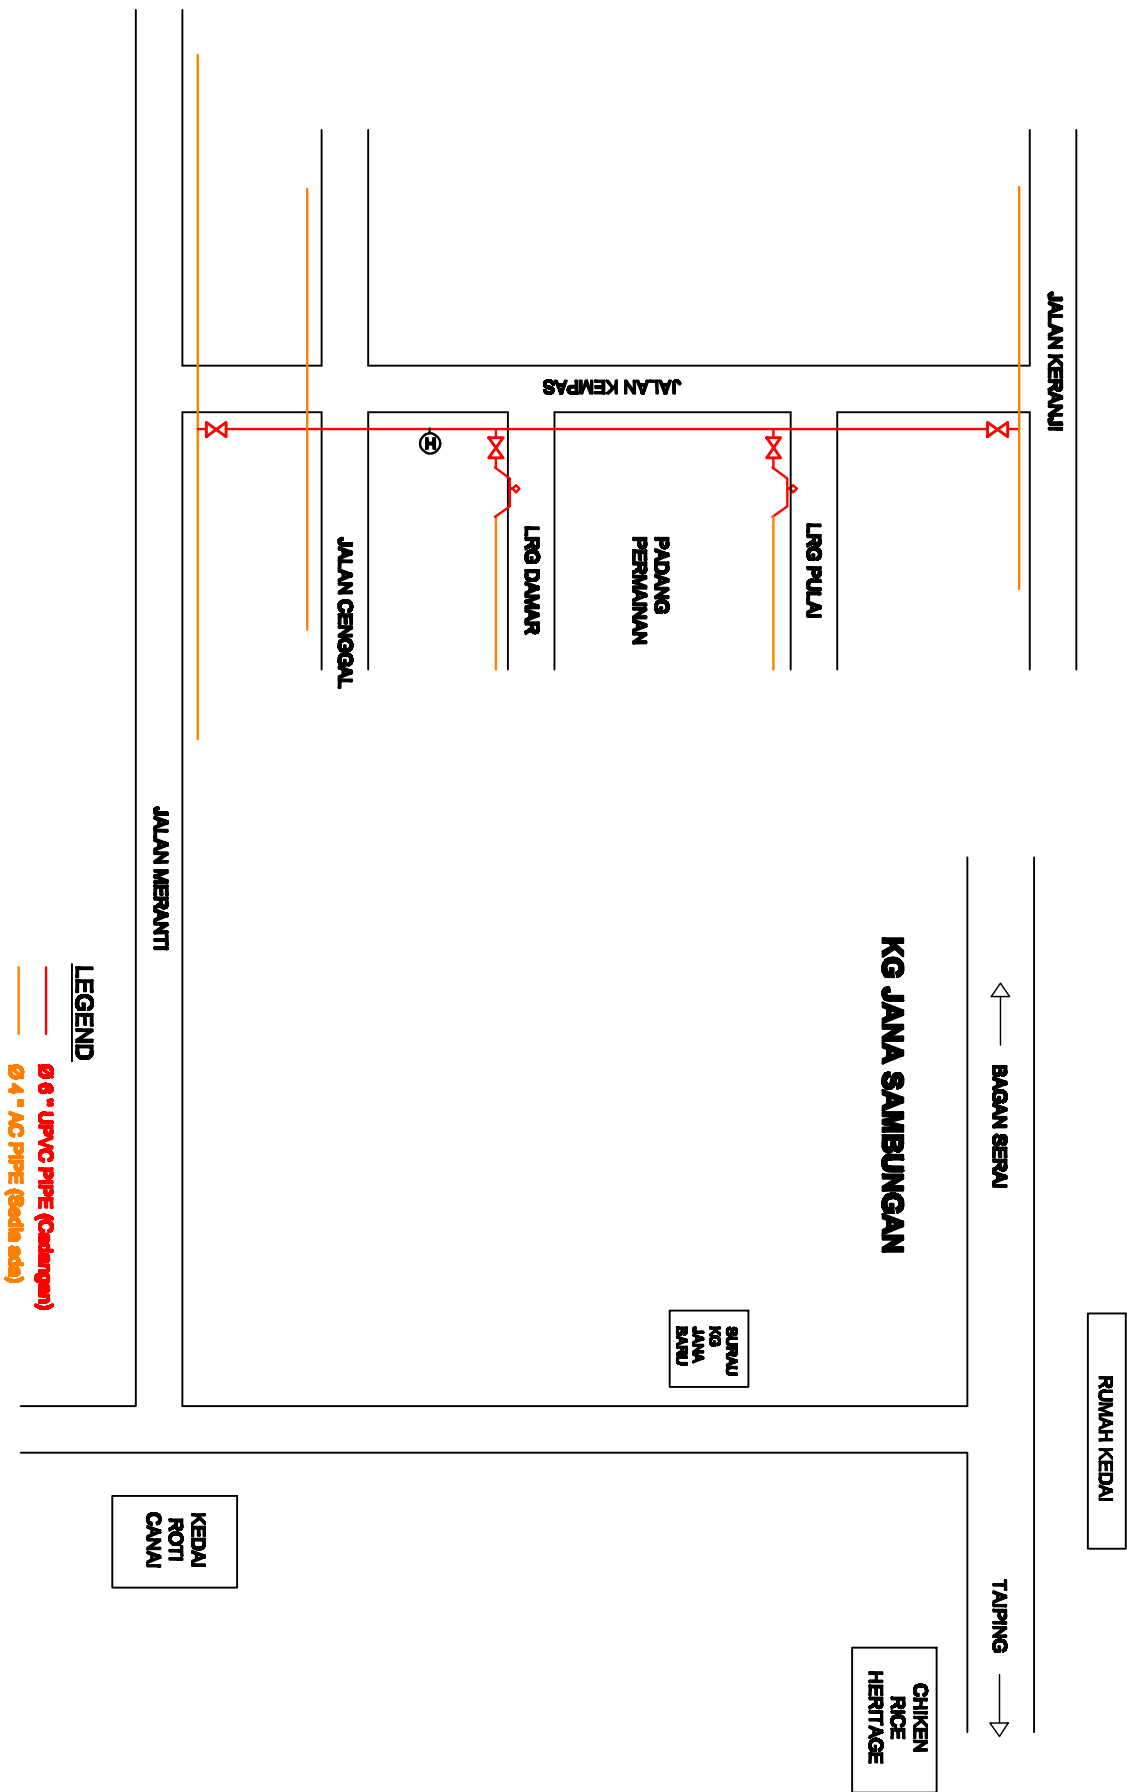 RUMAH KEDAI
JALAN KERANJI
BAGAN SERAI
TAIPING
KG JANA SAMBUNGAN
CHIKEN
RICE
HERITAGE
LRG PULAI
JALAN KEMPAS
PADANG
PERMAINAN
SURAU
KG
JANA
BARU
LRG DAMAR
H
JALAN CENGGAL
KEDAI
ROTI
CANAI
JALAN MERANTI
LEGEND
Ø 6 " UPVC PIPE (Cadangan)
Ø 4 " AC PIPE (Sedia ada)